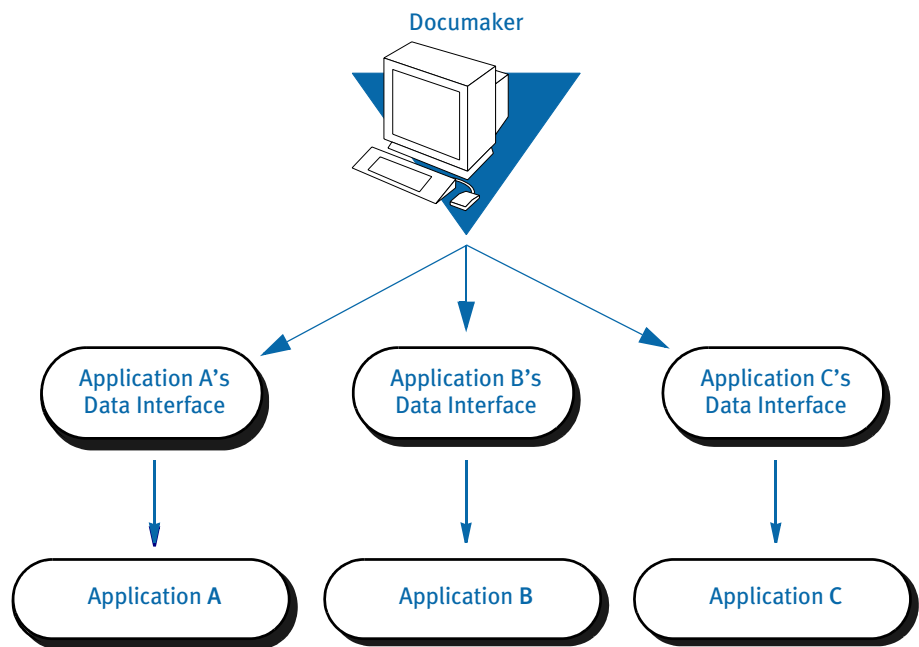 Documaker
Application A’s
Data Interface
Application B’s
Data Interface
Application C’s
Data Interface
Application A
Application B
Application C